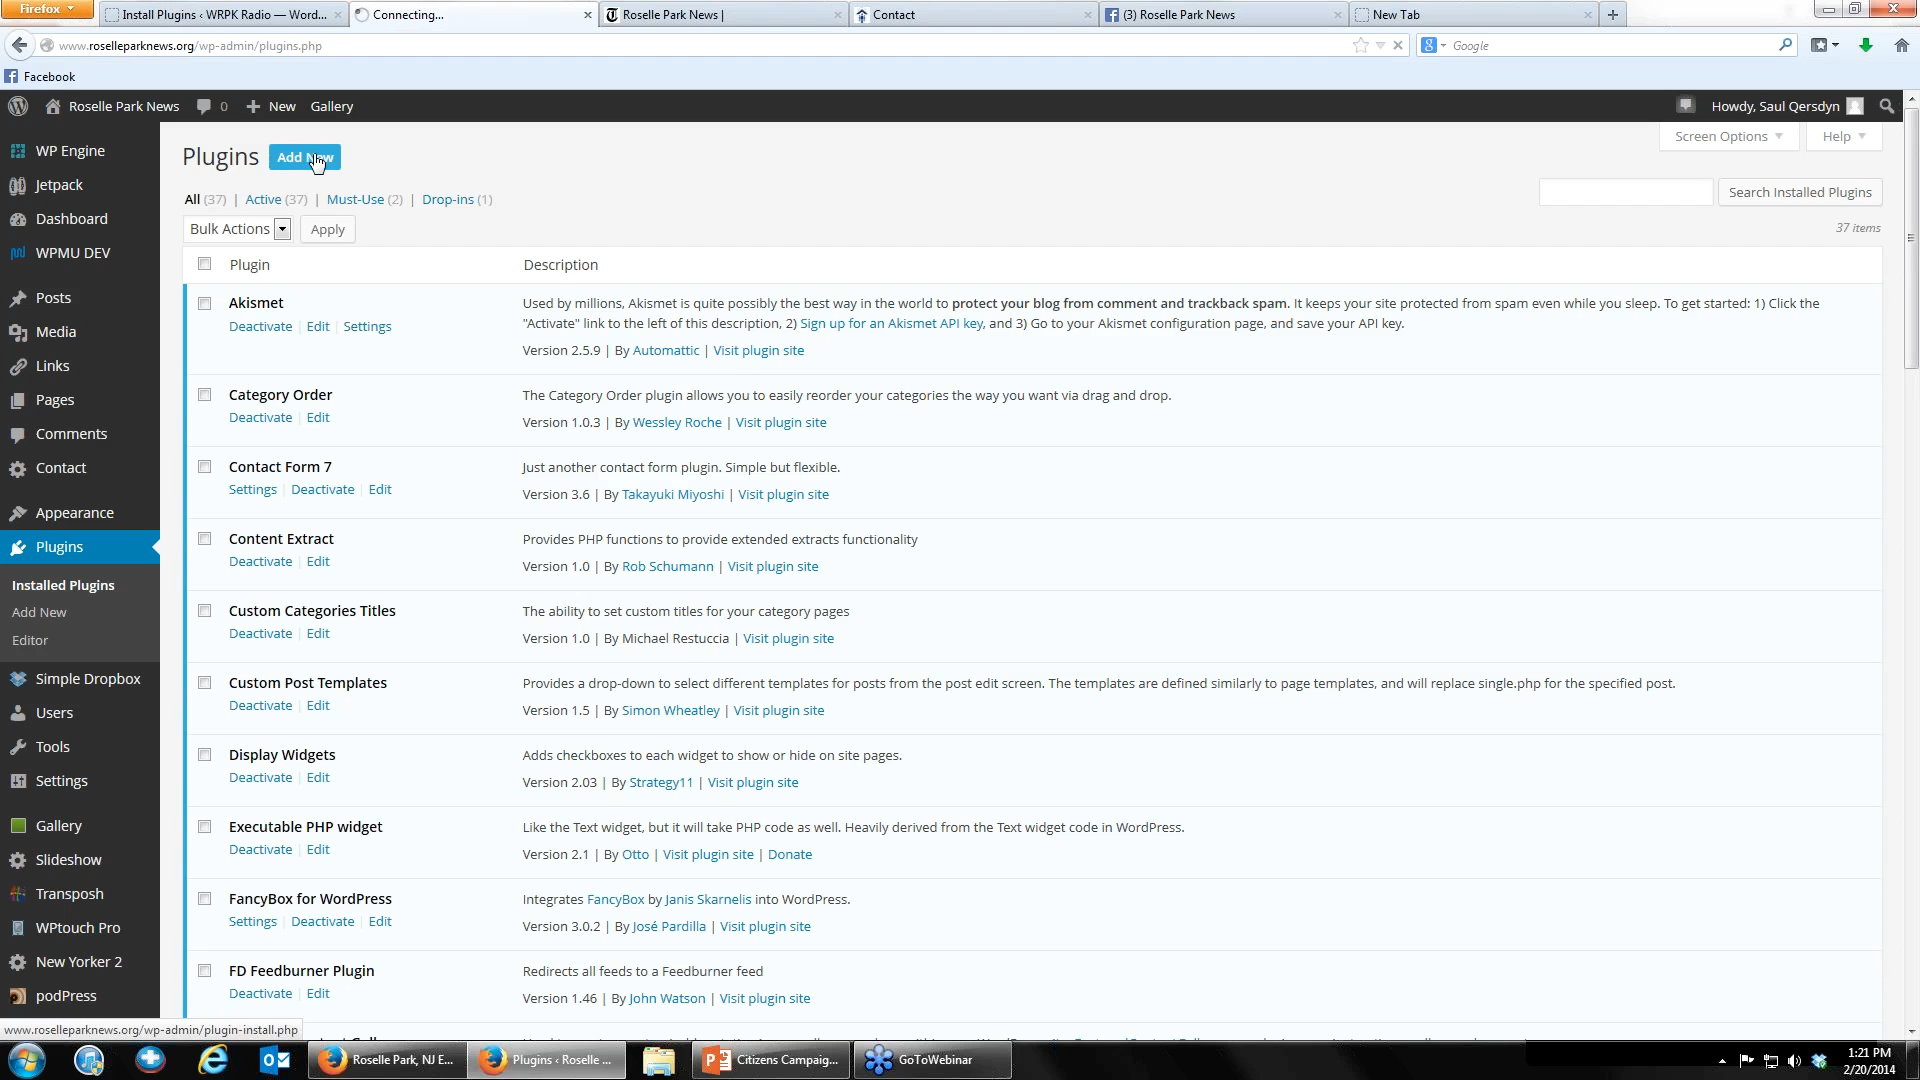 Firefox
Install Plugins ‹ WRPK Radio — Word...
Connecting...
Roselle Park News |
Contact
(3) Roselle Park News
New Tab
www.roselleparknews.org/wp-admin/plugins.php
Google
Facebook
Roselle Park News
0
New
Gallery
Howdy, Saul Qersdyn
WP Engine
Jetpack
Dashboard
WPMU DEV
Posts
Media
Links
Pages
Comments
Contact
Appearance
Plugins
Installed Plugins
Add New
Editor
Simple Dropbox
Users
Tools
Settings
Gallery
Slideshow
Transposh
WPtouch Pro
New Yorker 2
podPress
Screen Options
Help
Plugins
Add New
All (37) | Active (37) | Must-Use (2) | Drop-ins (1)
Search Installed Plugins
Bulk Actions
Apply
37 items
Plugin
Description
Akismet
Deactivate | Edit | Settings
Used by millions, Akismet is quite possibly the best way in the world to protect your blog from comment and trackback spam. It keeps your site protected from spam even while you sleep. To get started: 1) Click the
"Activate" link to the left of this description, 2) Sign up for an Akismet API key, and 3) Go to your Akismet configuration page, and save your API key.
Version 2.5.9 | By Automattic | Visit plugin site
Category Order
Deactivate | Edit
The Category Order plugin allows you to easily reorder your categories the way you want via drag and drop.
Version 1.0.3 | By Wessley Roche | Visit plugin site
Contact Form 7
Settings | Deactivate | Edit
Just another contact form plugin. Simple but flexible.
Version 3.6 | By Takayuki Miyoshi | Visit plugin site
Content Extract
Deactivate | Edit
Provides PHP functions to provide extended extracts functionality
Version 1.0 | By Rob Schumann | Visit plugin site
Custom Categories Titles
Deactivate | Edit
The ability to set custom titles for your category pages
Version 1.0 | By Michael Restuccia | Visit plugin site
Custom Post Templates
Deactivate | Edit
Provides a drop-down to select different templates for posts from the post edit screen. The templates are defined similarly to page templates, and will replace single.php for the specified post.
Version 1.5 | By Simon Wheatley | Visit plugin site
Display Widgets
Deactivate | Edit
Adds checkboxes to each widget to show or hide on site pages.
Version 2.03 | By Strategy11 | Visit plugin site
Executable PHP widget
Deactivate | Edit
Like the Text widget, but it will take PHP code as well. Heavily derived from the Text widget code in WordPress.
Version 2.1 | By Otto | Visit plugin site | Donate
FancyBox for WordPress
Settings | Deactivate | Edit
Integrates FancyBox by Janis Skarnelis into WordPress.
Version 3.0.2 | By José Pardilla | Visit plugin site
FD Feedburner Plugin
Deactivate | Edit
Redirects all feeds to a Feedburner feed
Version 1.46 | By John Watson | Visit plugin site
www.roselleparknews.org/wp-admin/plugin-install.php
Roselle Park, NJ E...
Plugins ‹ Roselle ...
Citizens Campaig...
GoToWebinar
1:21 PM
2/20/2014